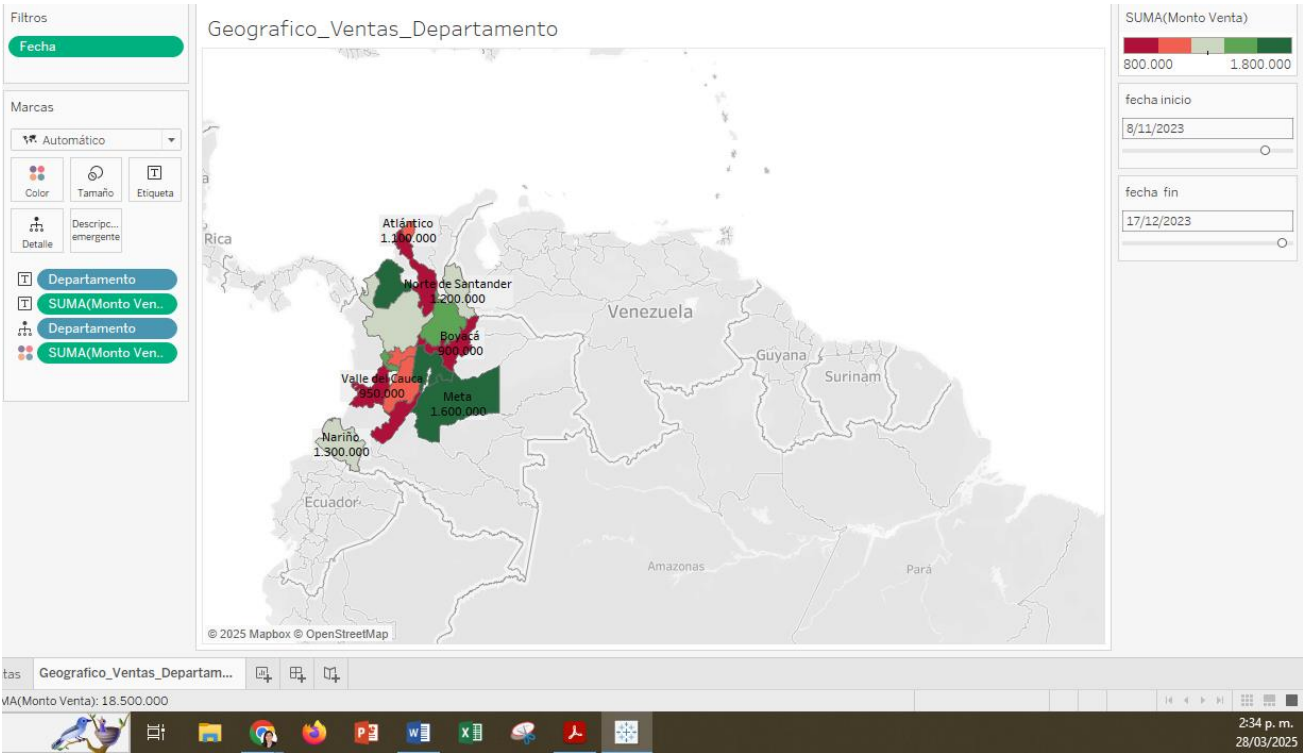 Filtros
Fecha
Marcas
Automático
Color
Tamaño
Etiqueta
Detalle
Descripc...
emergente
Departamento
SUMA(Monto Ven..
Departamento
SUMA(Monto Ven..
Geografico_Ventas_Departamento
Rica
Atlántico
1.100.000
Norte de Santander
1.200.000
Boyacá
900.000
Valle del Cauca
950.000
Meta
1.600.000
Nariño
1.300.000
Venezuela
Guyana
Surinam
Ecuador
Amazonas
Pará
© 2025 Mapbox © OpenStreetMap
SUMA(Monto Venta)
800.000 1.800.000
fecha inicio
8/11/2023
fecha fin
17/12/2023
tas
Geografico_Ventas_Departam...
MA(Monto Venta): 18.500.000
2:34 p. m.
28/03/2025